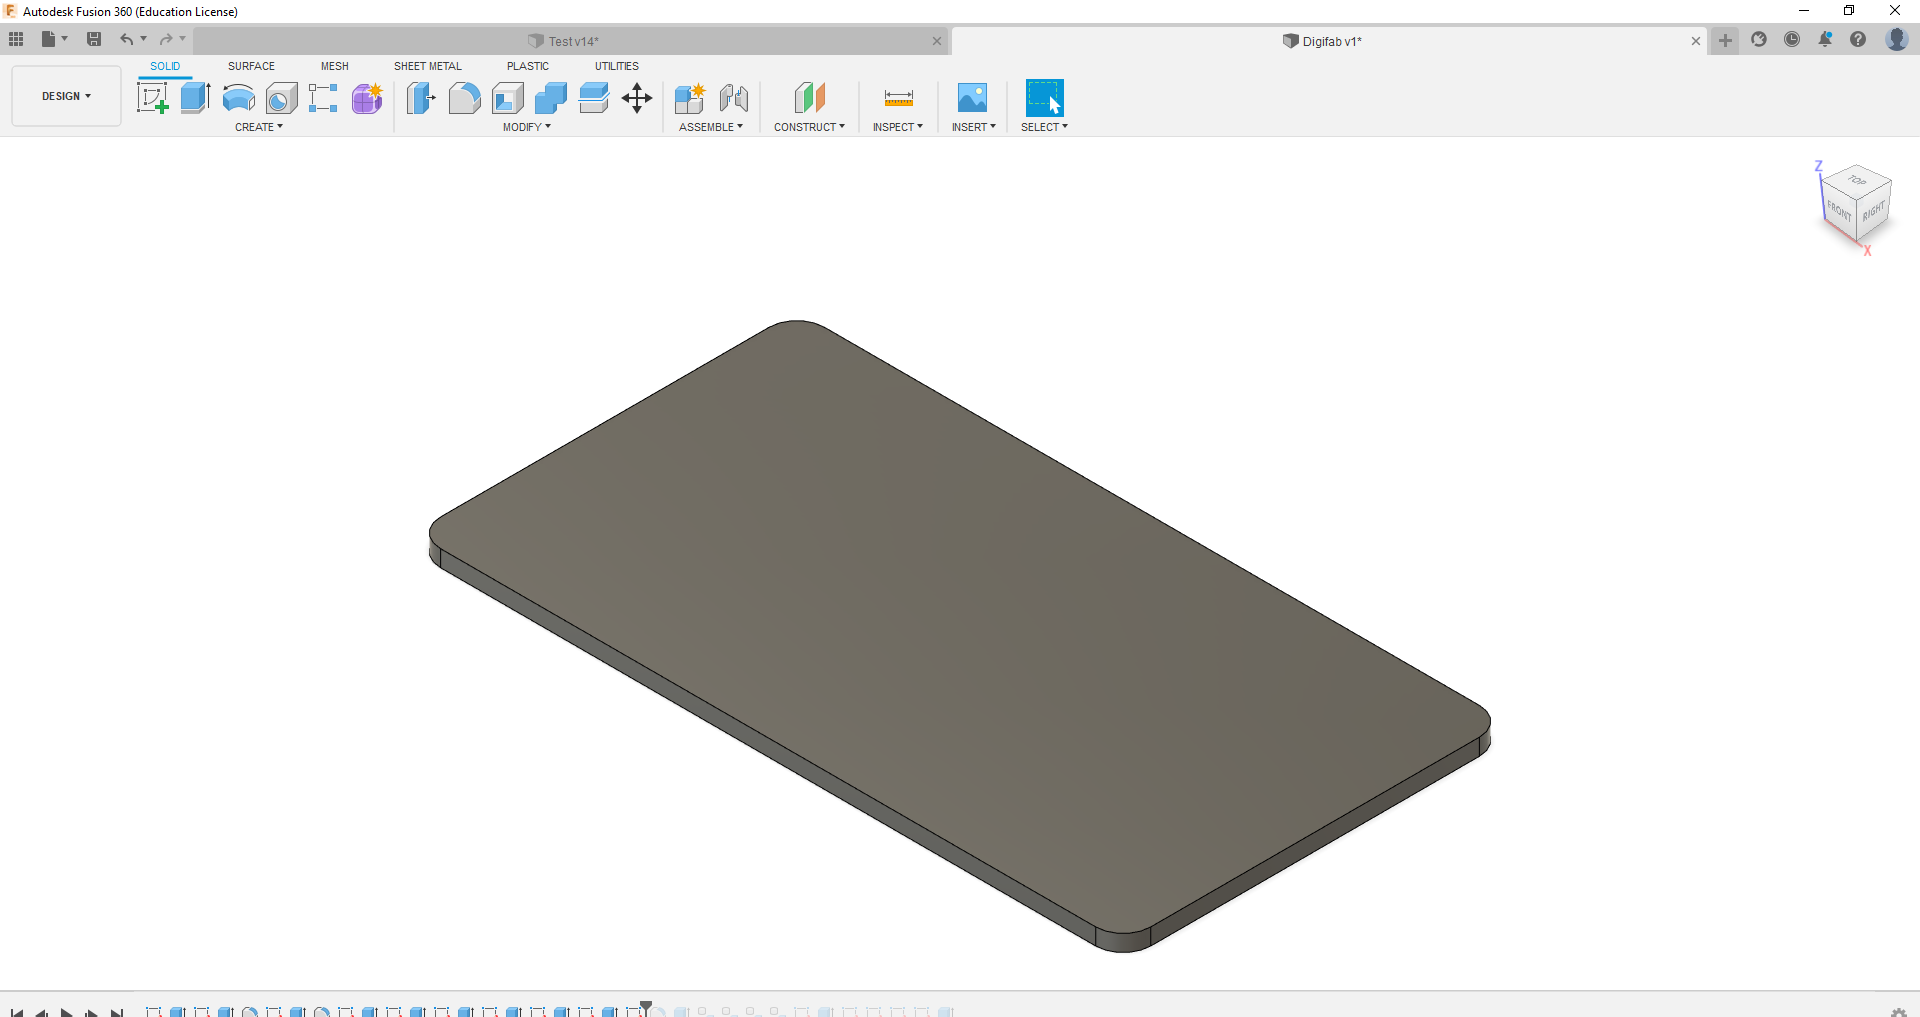 Autodesk Fusion 360 (Education License)
Test v14*
Digifab v1*
SOLID SURFACE MESH SHEET METAL PLASTIC UTILITIES
DESIGN
CREATE MODIFY ASSEMBLE CONSTRUCT INSPECT INSERT SELECT
Z
TOP
FRONT RIGHT
X